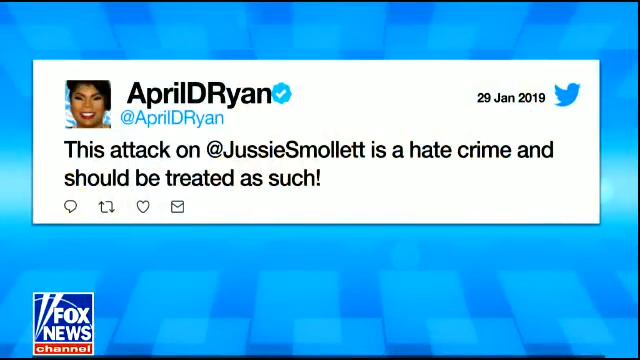 AprilDRyan
@AprilDRyan
29 Jan 2019
This attack on @JussieSmollett is a hate crime and
should be treated as such!
FOX
NEWS
channel